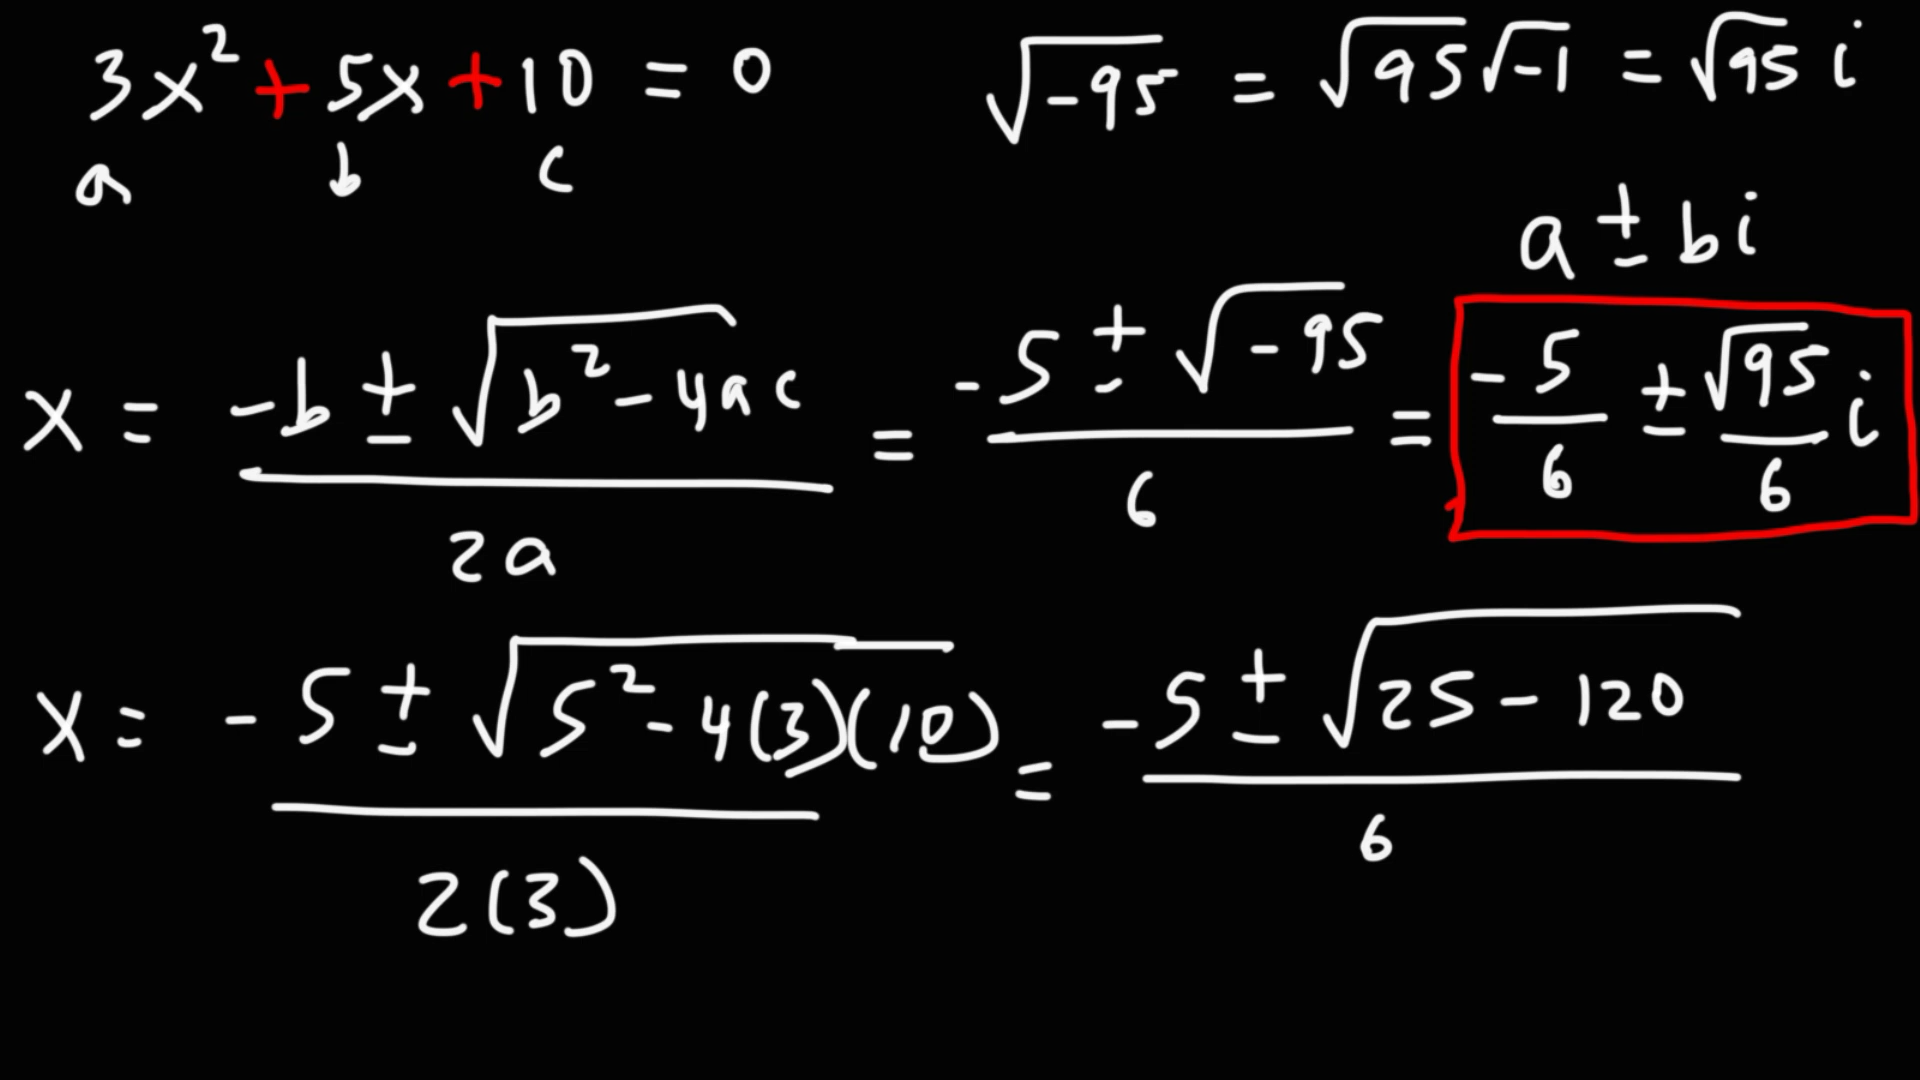 3x² + 5x + 10 = 0
a b c
√-95 = √95 √-1 = √95 i
a ± bi
x = (-b ± √(b² - 4ac)) / 2a = (-5 ± √-95) / 6 = -5/6 ± √95/6 i
x = (-5 ± √(5² - 4(3)(10))) / 2(3) = (-5 ± √(25 - 120)) / 6